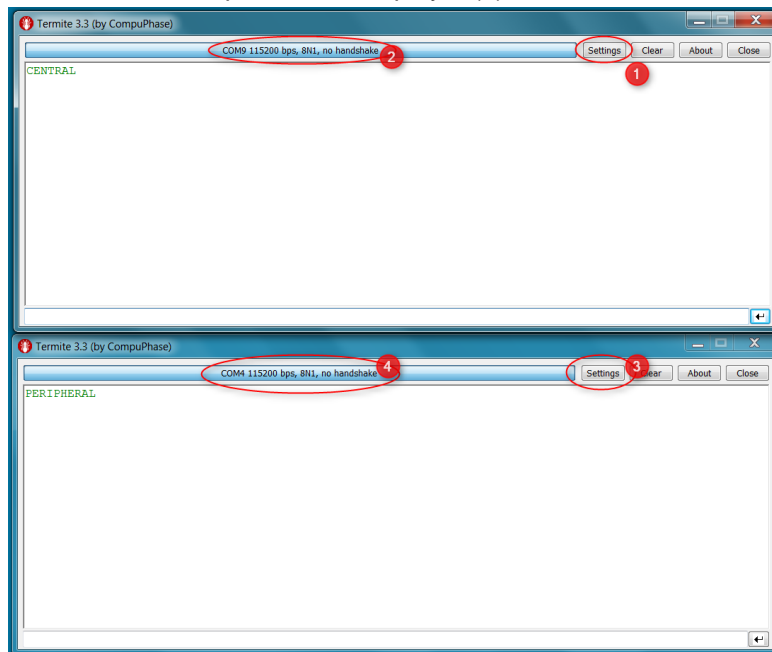 Termite 3.3 (by CompuPhase)
COM9 115200 bps, 8N1, no handshake 2 Settings Clear About Close
1
CENTRAL
Termite 3.3 (by CompuPhase)
COM4 115200 bps, 8N1, no handshake 4 Settings 3 Clear About Close
PERIPHERAL